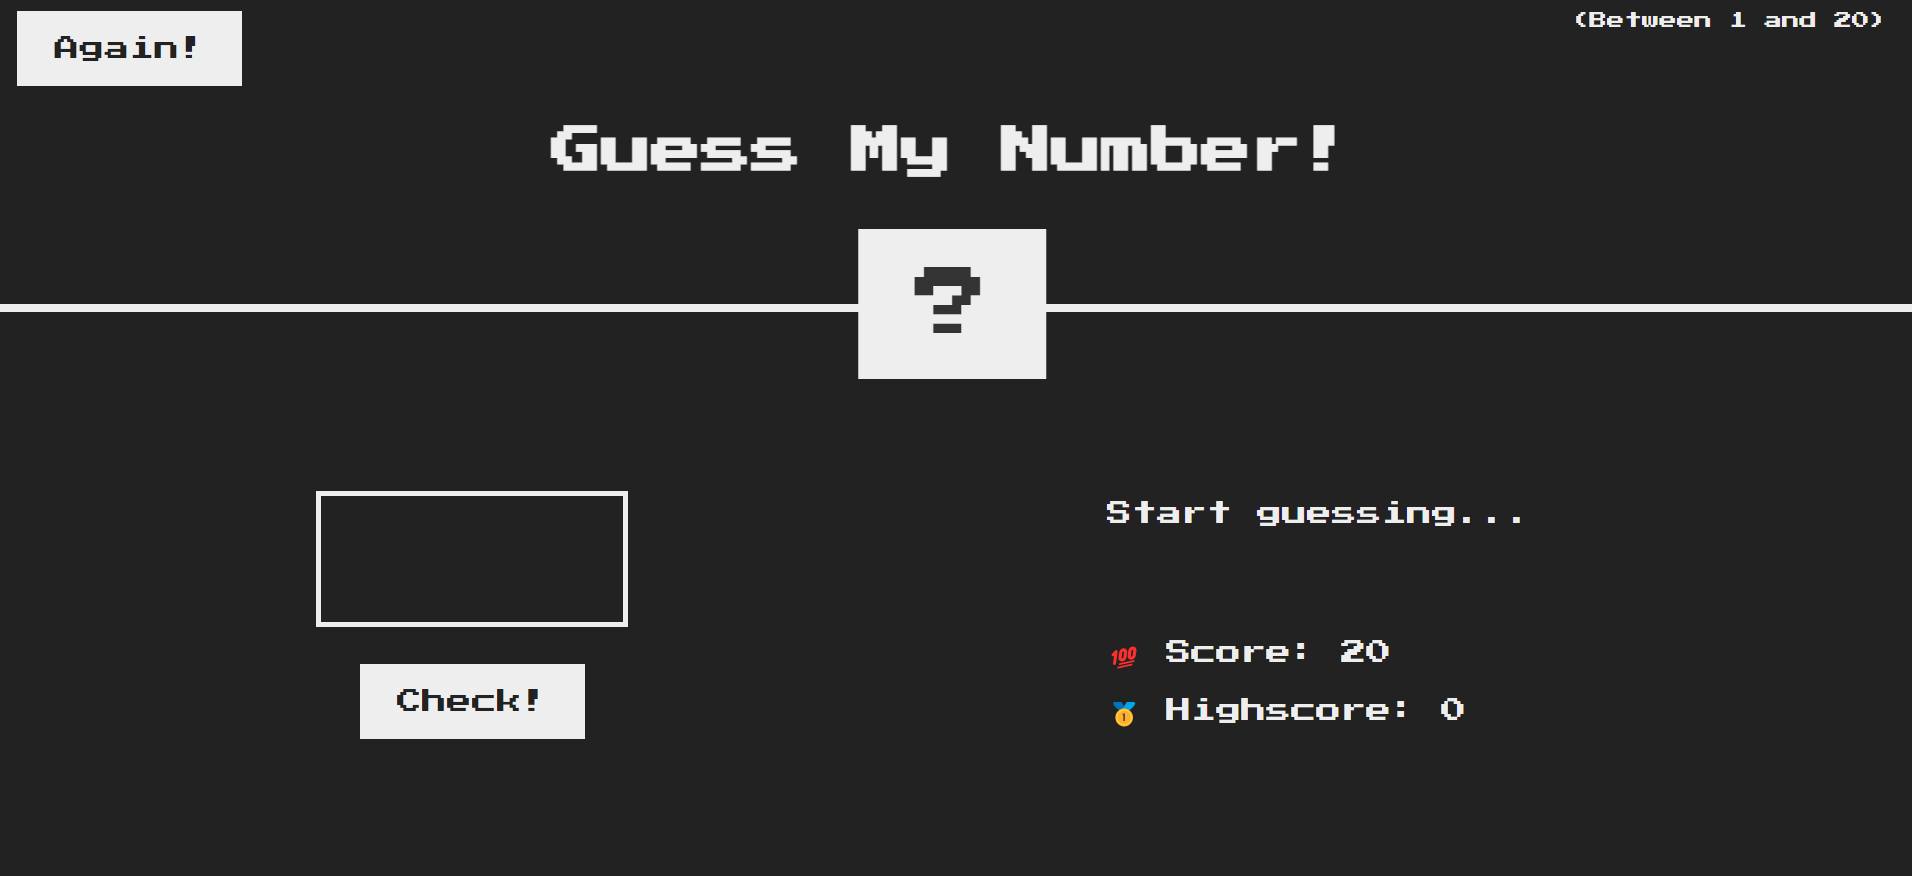 Again!
(Between 1 and 20)
Guess My Number!
?
Start guessing...
💯 Score: 20
🥇 Highscore: 0
Check!